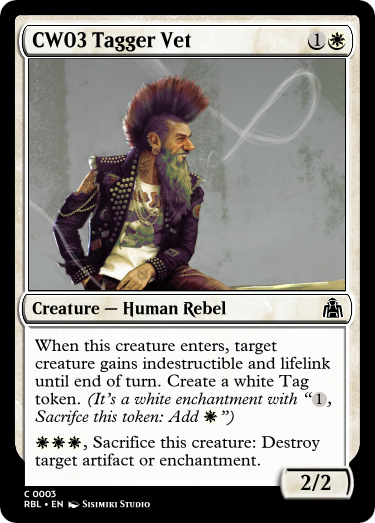 CW03 Tagger Vet 1
Creature — Human Rebel
When this creature enters, target
creature gains indestructible and lifelink
until end of turn. Create a white Tag
token. (It's a white enchantment with “1,
Sacrifce this token: Add ”)
, Sacrifice this creature: Destroy
target artifact or enchantment.
2/2
C 0003
RBL • EN Sisimiki Studio